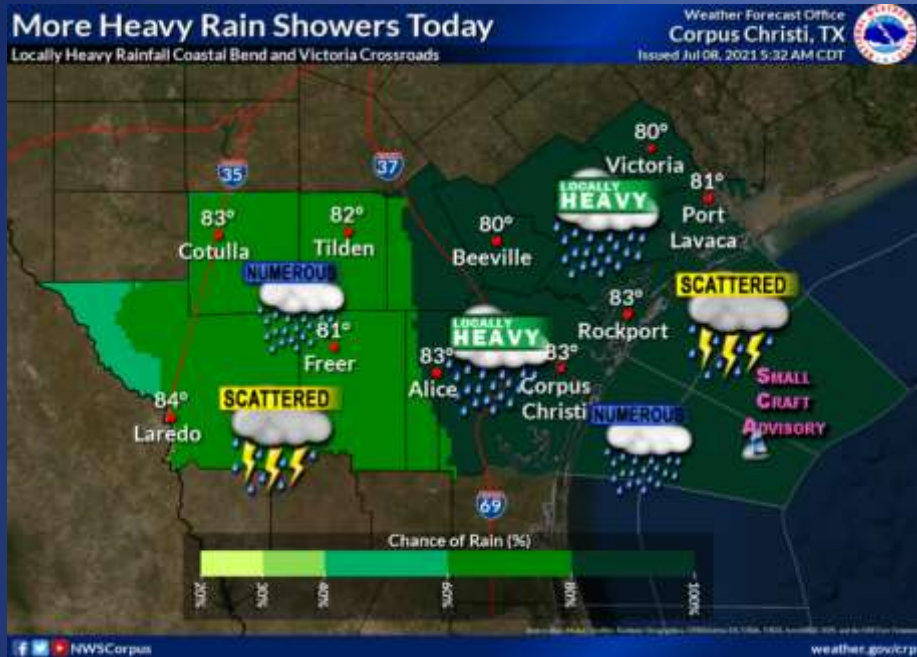 More Heavy Rain Showers Today
Locally Heavy Rainfall Coastal Bend and Victoria Crossroads
Weather Forecast Office
Corpus Christi, TX
Issued Jul 08, 2021 5:32 AM CDT
35
37
80°
Victoria
LOCALLY
HEAVY
81°
Port
Lavaca
83°
Cotulla
82°
Tilden
80°
Beeville
NUMEROUS
SCATTERED
83°
Rockport
81°
Freer
LOCALLY
HEAVY
83°
Alice
83°
Corpus
Christi
SMALL
CRAFT
ADVISORY
84°
Laredo
SCATTERED
NUMEROUS
69
Chance of Rain (%)
20%
30%
40%
60%
80%
100%
NWSCorpus
weather.gov/crp